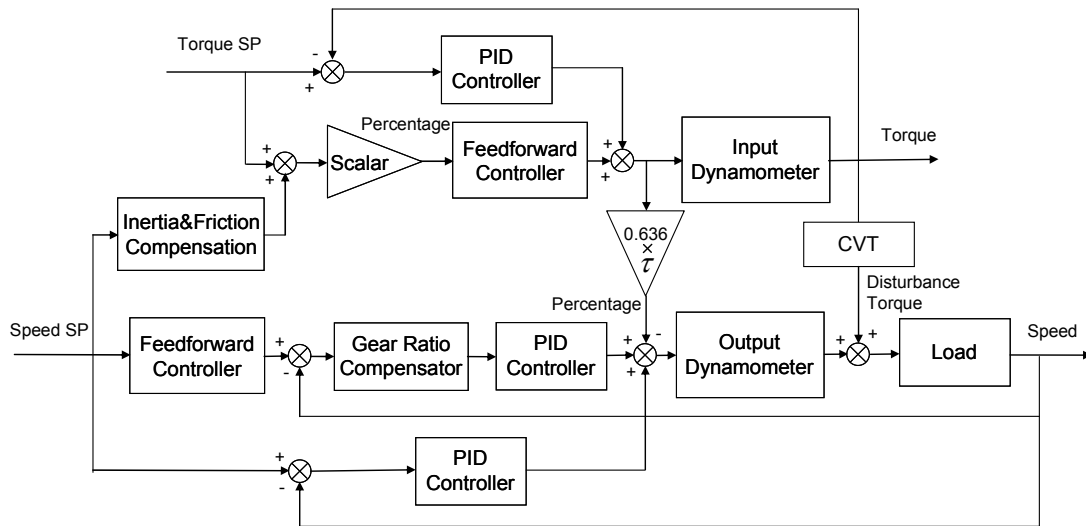 Torque SP
-
+
PID
Controller
Percentage
+
+
Scalar
Feedforward
Controller
+
+
Input
Dynamometer
Torque
Inertia&Friction
Compensation
0.636
×
τ
CVT
Percentage
Disturbance
Torque
Speed SP
Feedforward
Controller
+
-
Gear Ratio
Compensator
PID
Controller
+
-
+
Output
Dynamometer
+
+
Load
Speed
+
-
PID
Controller